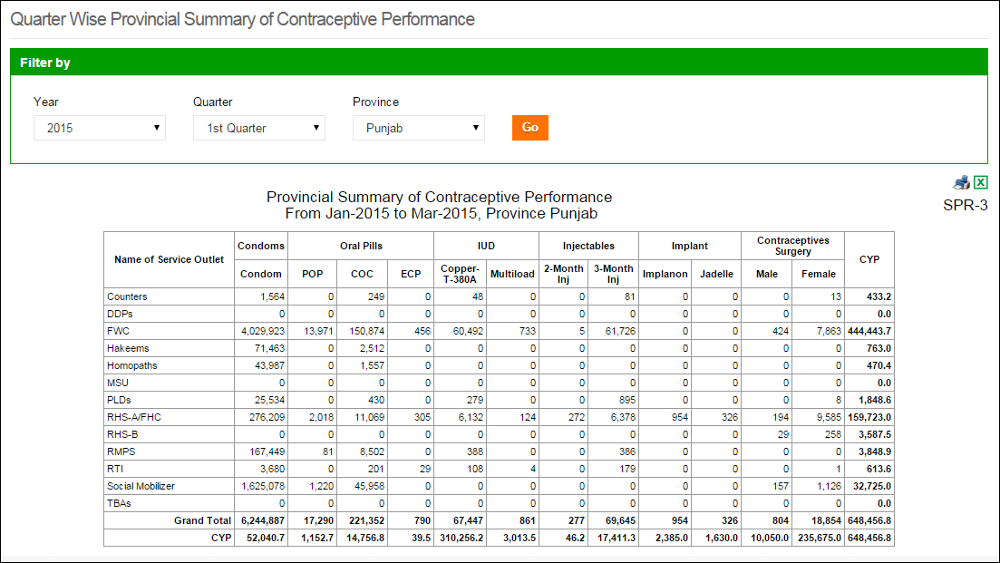 Quarter Wise Provincial Summary of Contraceptive Performance
Filter by
Year Quarter Province
2015 1st Quarter Punjab Go
SPR-3
Provincial Summary of Contraceptive Performance
From Jan-2015 to Mar-2015, Province Punjab
Name of Service Outlet Condoms Oral Pills IUD Injectables Implant Contraceptives Surgery CYP
Condom POP COC ECP Copper-T-380A Multiload 2-Month Inj 3-Month Inj Implanon Jadelle Male Female
Counters 1,564 0 249 0 48 0 0 81 0 0 0 13 433.2
DDPs 0 0 0 0 0 0 0 0 0 0 0 0 0.0
FWC 4,029,923 13,971 150,874 456 60,492 733 5 61,726 0 0 424 7,863 444,443.7
Hakeems 71,463 0 2,512 0 0 0 0 0 0 0 0 0 763.0
Homopaths 43,987 0 1,557 0 0 0 0 0 0 0 0 0 470.4
MSU 0 0 0 0 0 0 0 0 0 0 0 0 0.0
PLDs 25,534 0 430 0 279 0 0 895 0 0 0 8 1,848.6
RHS-A/FHC 276,209 2,018 11,069 305 6,132 124 272 6,378 954 326 194 9,585 159,723.0
RHS-B 0 0 0 0 0 0 0 0 0 0 29 258 3,587.5
RMPS 167,449 81 8,502 0 388 0 0 386 0 0 0 0 3,848.9
RTI 3,680 0 201 29 108 4 0 179 0 0 0 1 613.6
Social Mobilizer 1,625,078 1,220 45,958 0 0 0 0 0 0 0 157 1,126 32,725.0
TBAs 0 0 0 0 0 0 0 0 0 0 0 0 0.0
Grand Total 6,244,887 17,290 221,352 790 67,447 861 277 69,645 954 326 804 18,854 648,456.8
CYP 52,040.7 1,152.7 14,756.8 39.5 310,256.2 3,013.5 46.2 17,411.3 2,385.0 1,630.0 10,050.0 235,675.0 648,456.8